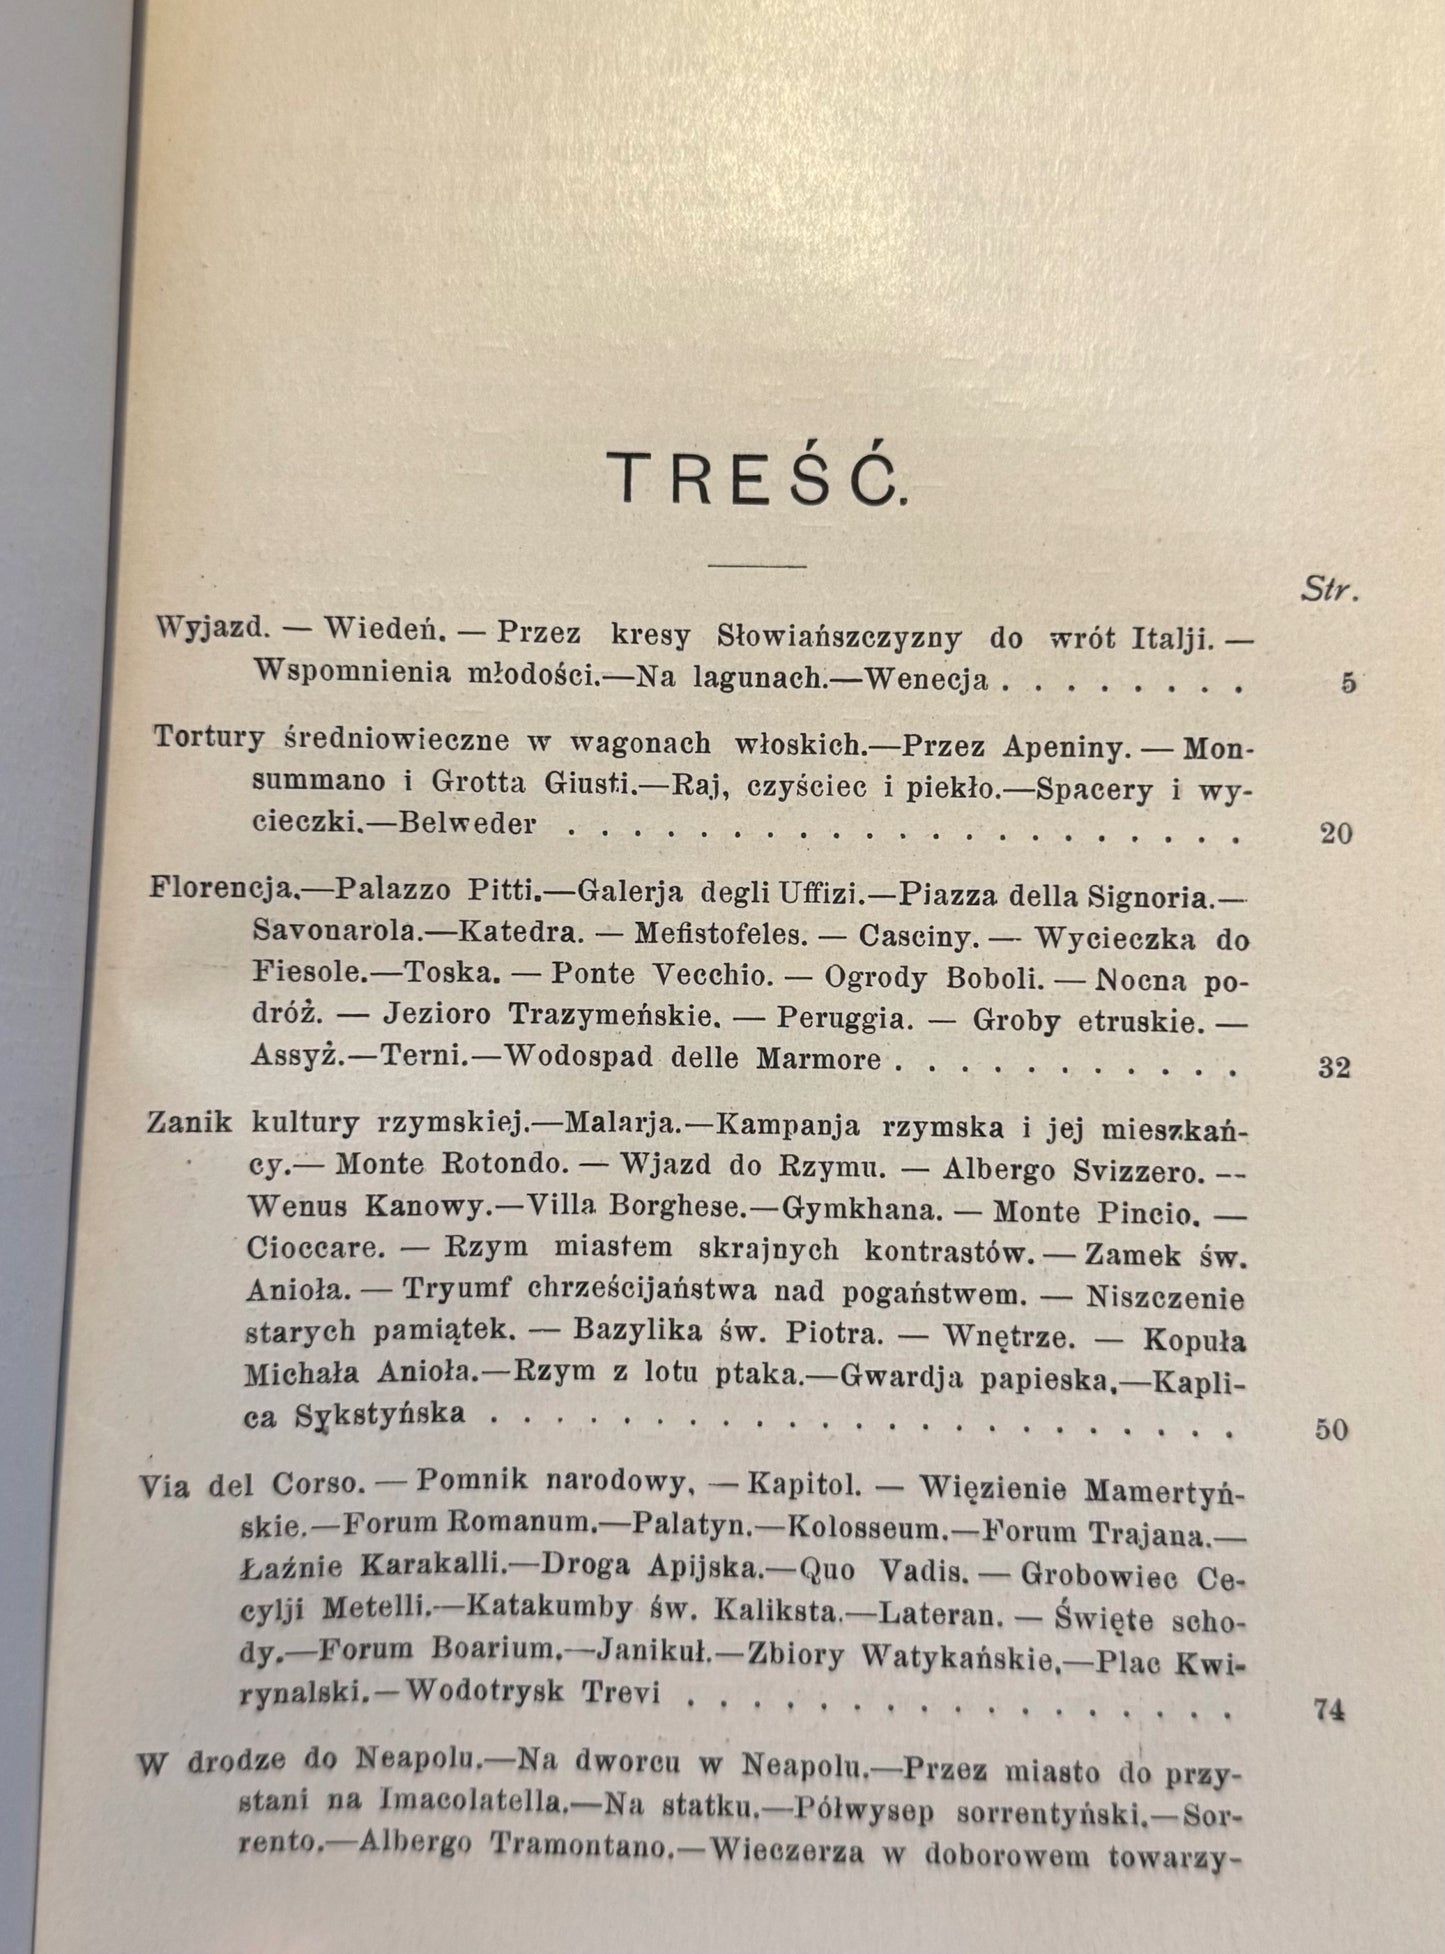 TREŚĆ.
Str.
Wyjazd. — Wiedeń. — Przez kresy Słowiańszczyzny do wrót Italji. —
Wspomnienia młodości.—Na lagunach.—Wenecja . . . . . . . . 5
Tortury średniowieczne w wagonach włoskich.—Przez Apeniny. — Mon-
summano i Grotta Giusti.—Raj, czyściec i piekło.—Spacery i wy-
cieczki.—Belweder . . . . . . . . . . . . . . . . . . . . . 20
Florencja.—Palazzo Pitti.—Galerja degli Uffizi.—Piazza della Signoria.—
Savonarola.—Katedra. — Mefistofeles. — Casciny. — Wycieczka do
Fiesole.—Toska. — Ponte Vecchio. — Ogrody Boboli. — Nocna po-
dróż. — Jezioro Trazymeńskie. — Peruggia. — Groby etruskie. —
Assyż.—Terni.—Wodospad delle Marmore . . . . . . . . . . . 32
Zanik kultury rzymskiej.—Malarja.—Kampanja rzymska i jej mieszkań-
cy.— Monte Rotondo. — Wjazd do Rzymu. — Albergo Svizzero. —
Wenus Kanowy.—Villa Borghese.—Gymkhana. — Monte Pincio. —
Cioccare. — Rzym miastem skrajnych kontrastów. — Zamek św.
Anioła. — Tryumf chrześcijaństwa nad pogaństwem. — Niszczenie
starych pamiątek. — Bazylika św. Piotra. — Wnętrze. — Kopuła
Michała Anioła.—Rzym z lotu ptaka.—Gwardja papieska.—Kapli-
ca Sykstyńska . . . . . . . . . . . . . . . . . . . . . . 50
Via del Corso. — Pomnik narodowy, — Kapitol. — Więzienie Mamertyń-
skie.—Forum Romanum.—Palatyn.—Kolosseum.—Forum Trajana.—
Łaźnie Karakalli.—Droga Apijska.—Quo Vadis. — Grobowiec Ce-
cylji Metelli.—Katakumby św. Kaliksta.—Lateran. — Święte scho-
dy.—Forum Boarium.—Janikuł.—Zbiory Watykańskie.—Plac Kwi-
rynalski.—Wodotrysk Trevi . . . . . . . . . . . . . . . . . 74
W drodze do Neapolu.—Na dworcu w Neapolu.—Przez miasto do przy-
stani na Imacolatella.—Na statku.—Półwysep sorrentyński.—Sor-
rento.—Albergo Tramontano.—Wieczerza w doborowem towarzy-